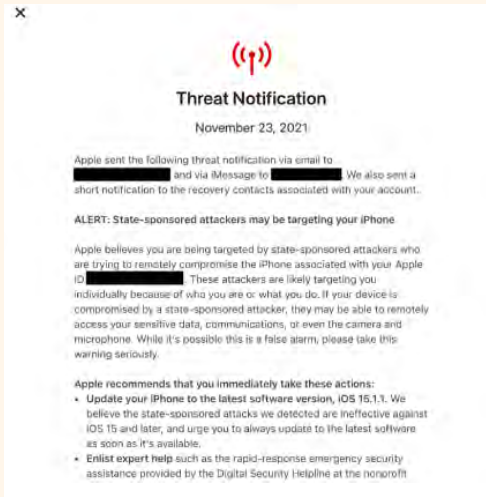 Threat Notification
November 23, 2021
Apple sent the following threat notification via email to
and via iMessage to . We also sent a
short notification to the recovery contacts associated with your account.
ALERT: State-sponsored attackers may be targeting your iPhone
Apple believes you are being targeted by state-sponsored attackers who
are trying to remotely compromise the iPhone associated with your Apple
ID . These attackers are likely targeting you
individually because of who you are or what you do. If your device is
compromised by a state-sponsored attacker, they may be able to remotely
access your sensitive data, communications, or even the camera and
microphone. While it's possible this is a false alarm, please take this
warning seriously.
Apple recommends that you immediately take these actions:
• Update your iPhone to the latest software version, iOS 15.1.1. We
believe the state-sponsored attacks we detected are ineffective against
iOS 15 and later, and urge you to always update to the latest software
as soon as it's available.
• Enlist expert help such as the rapid-response emergency security
assistance provided by the Digital Security Helpline at the nonprofit